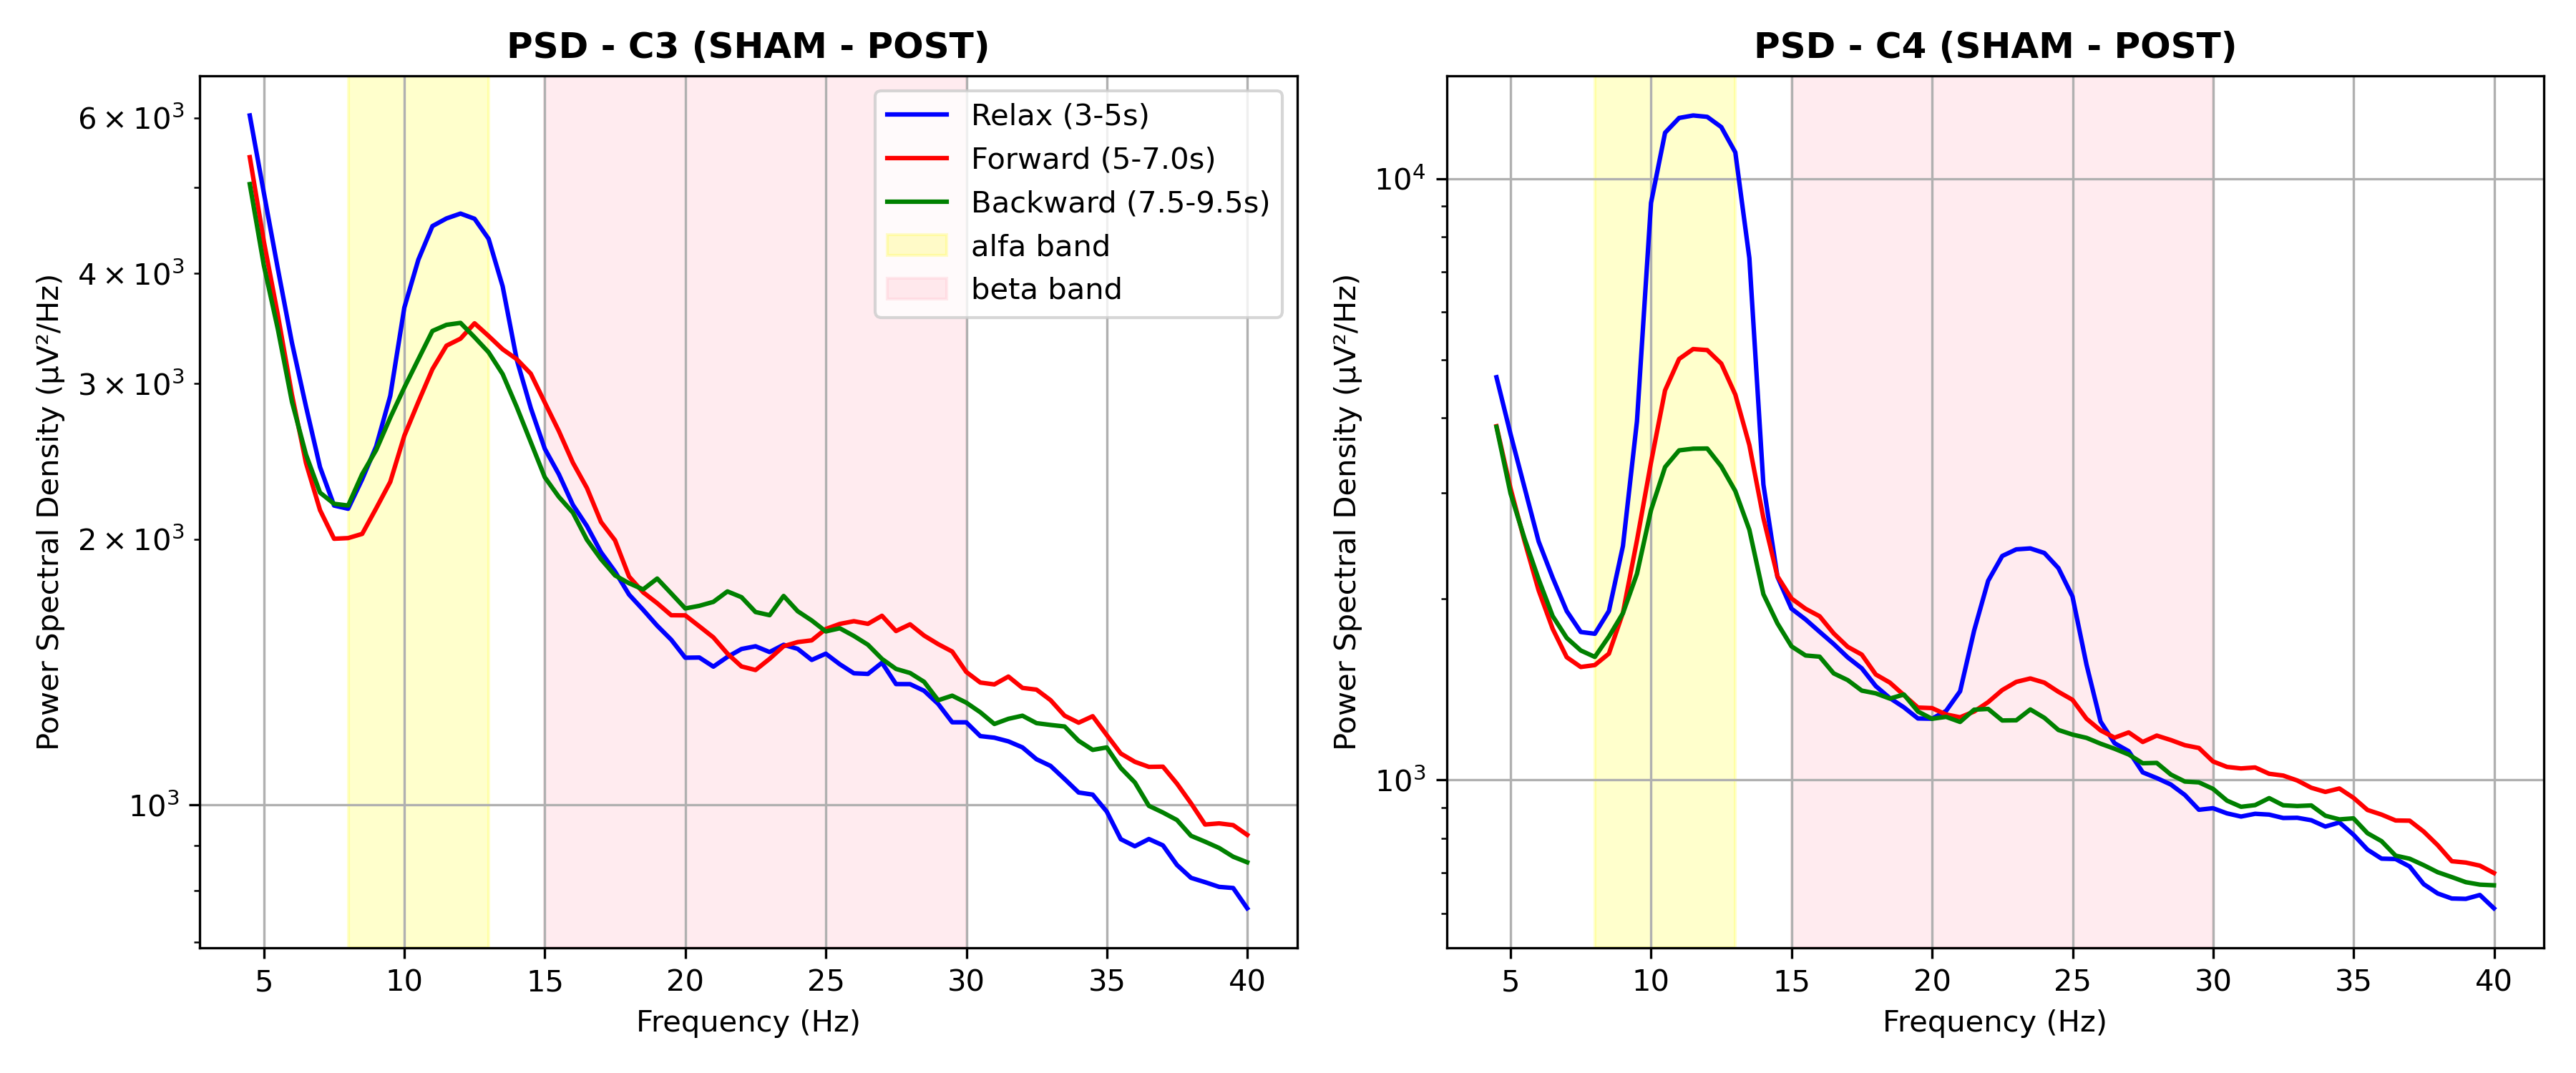 PSD - C3 (SHAM - POST)
Power Spectral Density (µV²/Hz)
6 × 10³
4 × 10³
3 × 10³
2 × 10³
10³
Relax (3-5s)
Forward (5-7.0s)
Backward (7.5-9.5s)
alfa band
beta band
5 10 15 20 25 30 35 40
Frequency (Hz)
PSD - C4 (SHAM - POST)
Power Spectral Density (µV²/Hz)
10⁴
10³
5 10 15 20 25 30 35 40
Frequency (Hz)